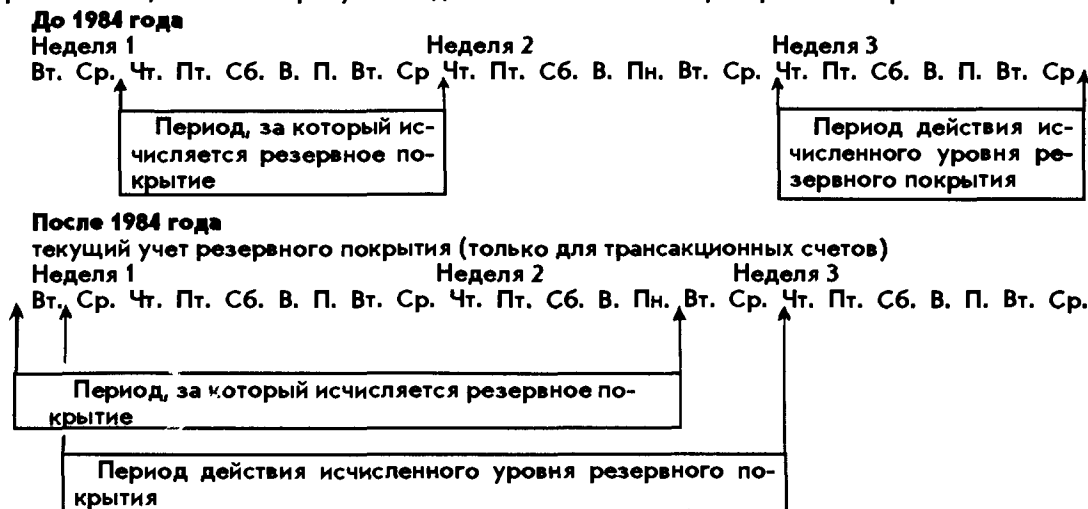 До 1984 года
Неделя 1 Неделя 2 Неделя 3
Вт. Ср. Чт. Пт. Сб. В. П. Вт. Ср Чт. Пт. Сб. В. Пн. Вт. Ср. Чт. Пт. Сб. В. П. Вт. Ср
Период, за который ис-
числяется резервное по-
крытие
Период действия ис-
численного уровня ре-
зервного покрытия
После 1984 года
текущий учет резервного покрытия (только для трансакционных счетов)
Неделя 1 Неделя 2 Неделя 3
Вт. Ср. Чт. Пт. Сб. В. П. Вт. Ср. Чт. Пт. Сб. В. Пн. Вт. Ср. Чт. Пт. Сб. В. П. Вт. Ср.
Период, за который исчисляется резервное по-
крытие
Период действия исчисленного уровня резервного по-
крытия